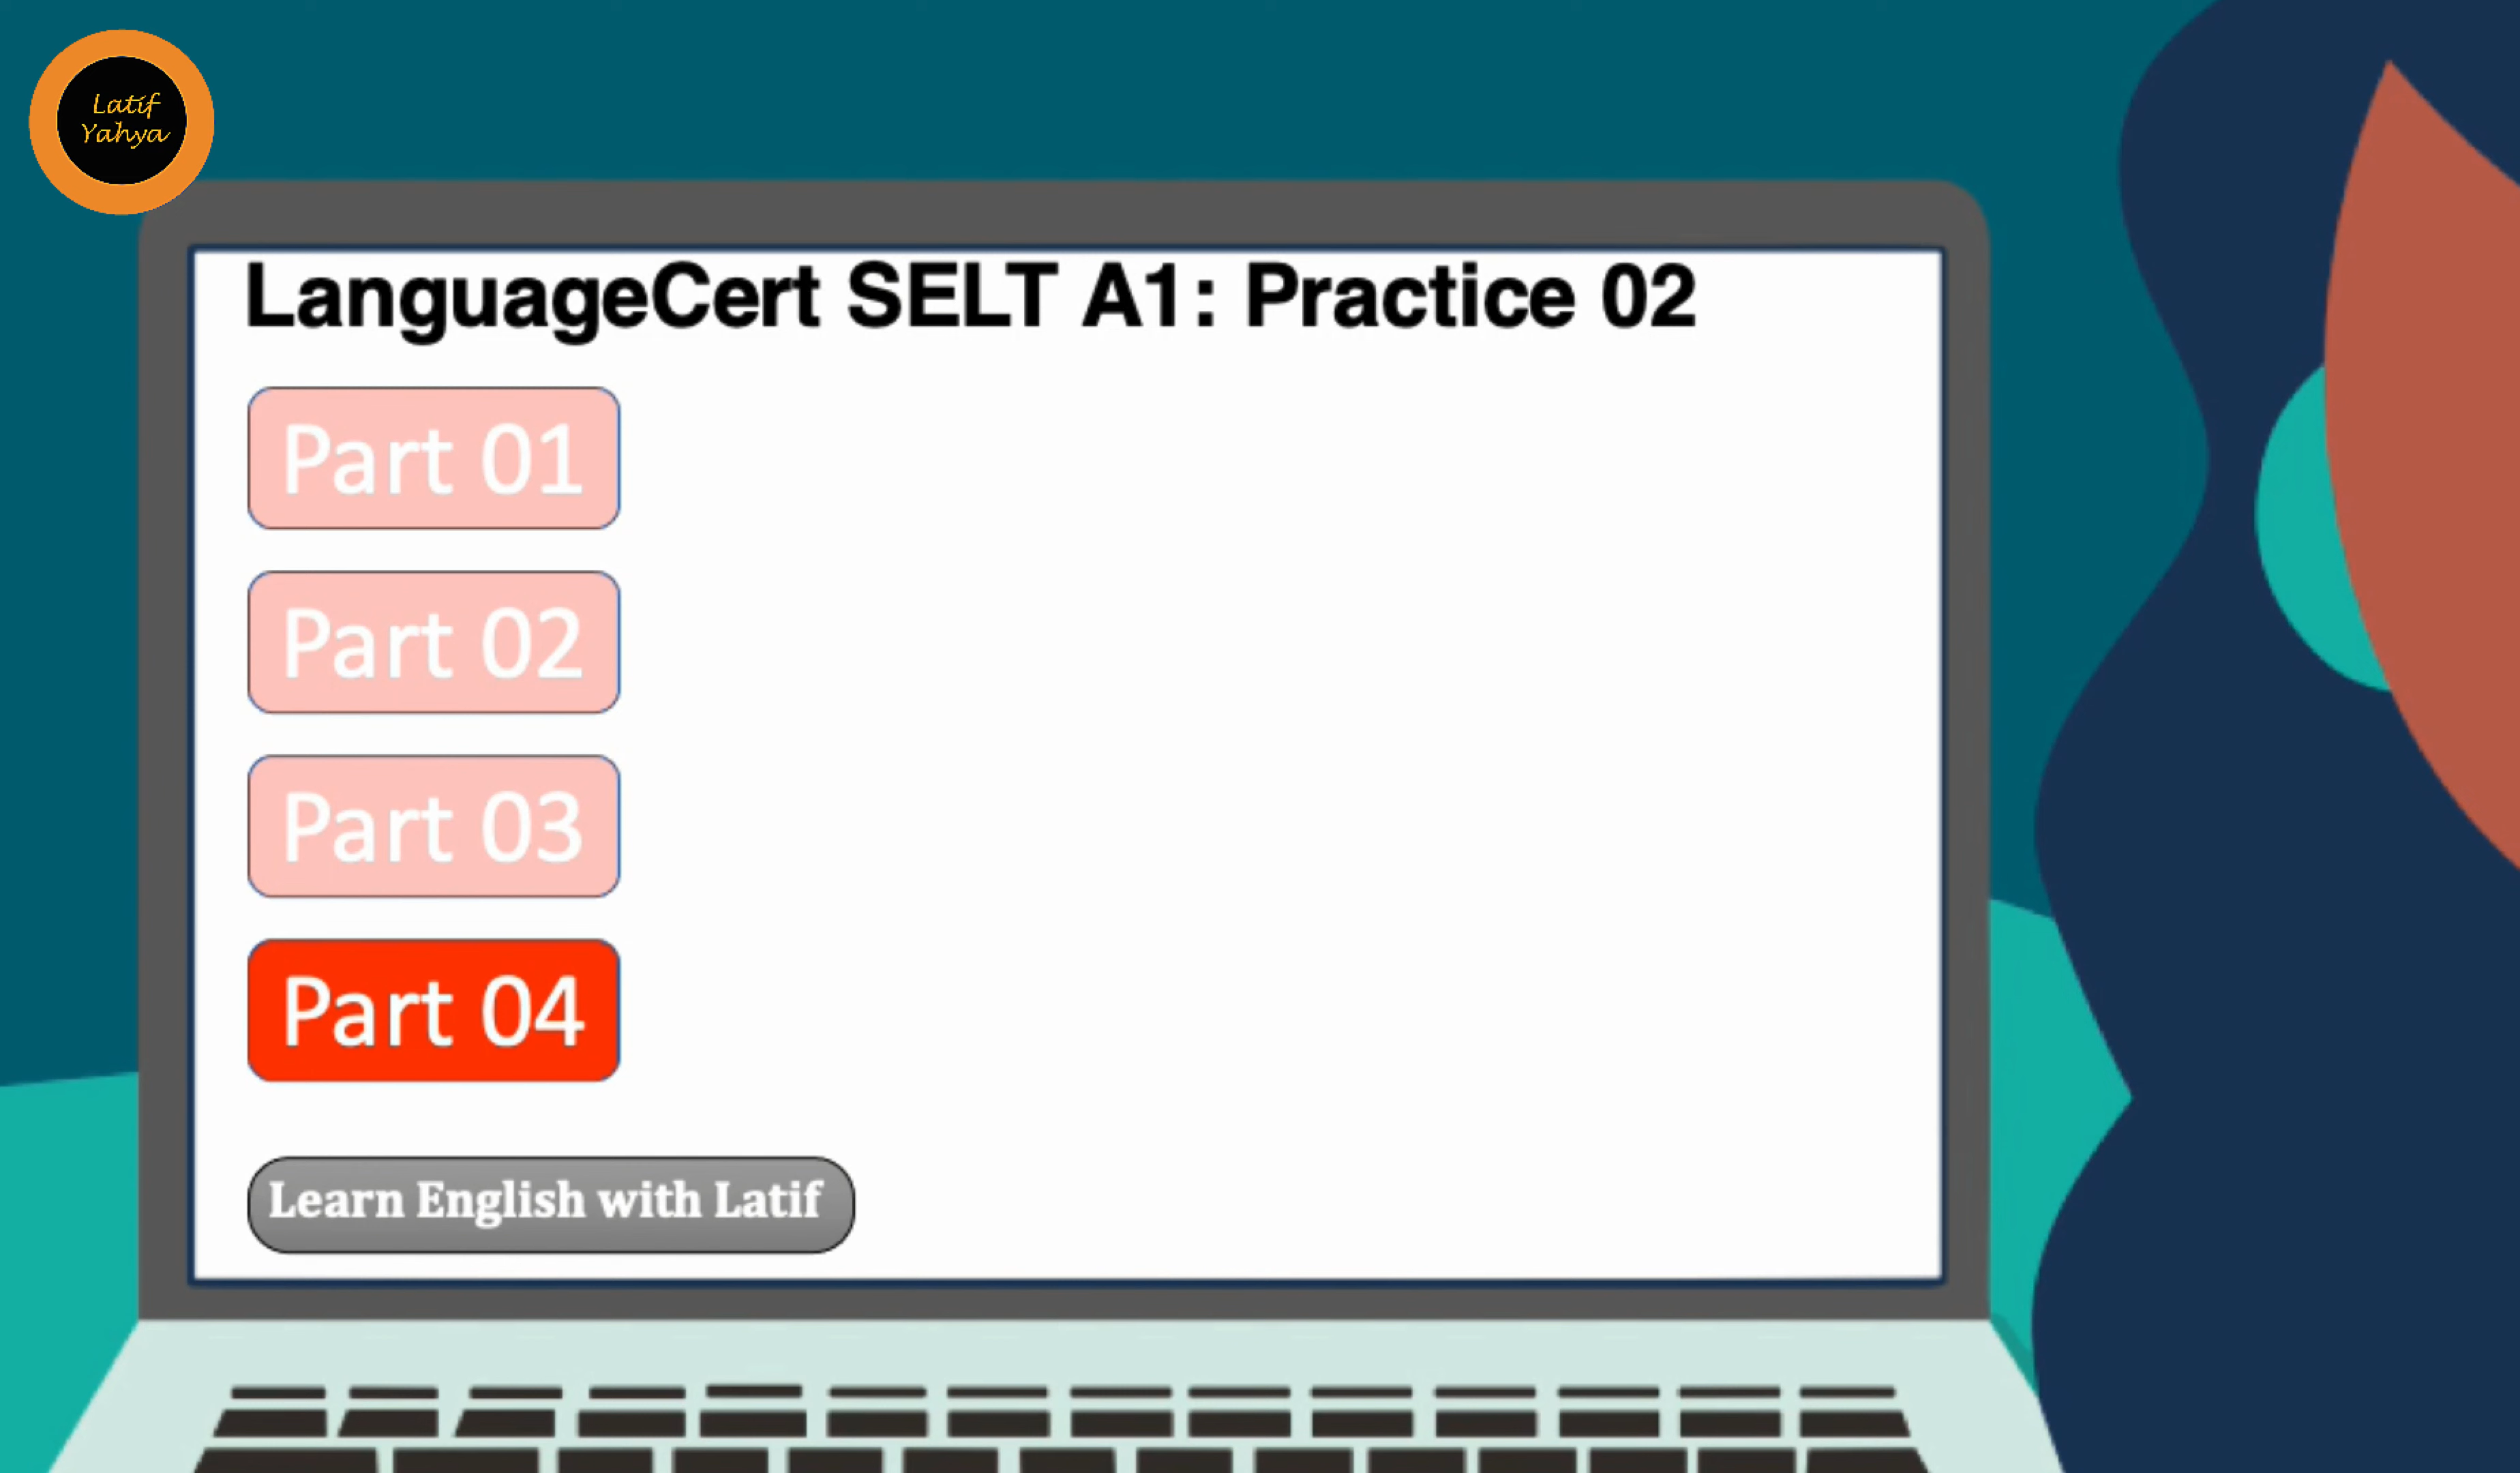 Latif
Yahya
LanguageCert SELT A1: Practice 02
Part 01
Part 02
Part 03
Part 04
Learn English with Latif